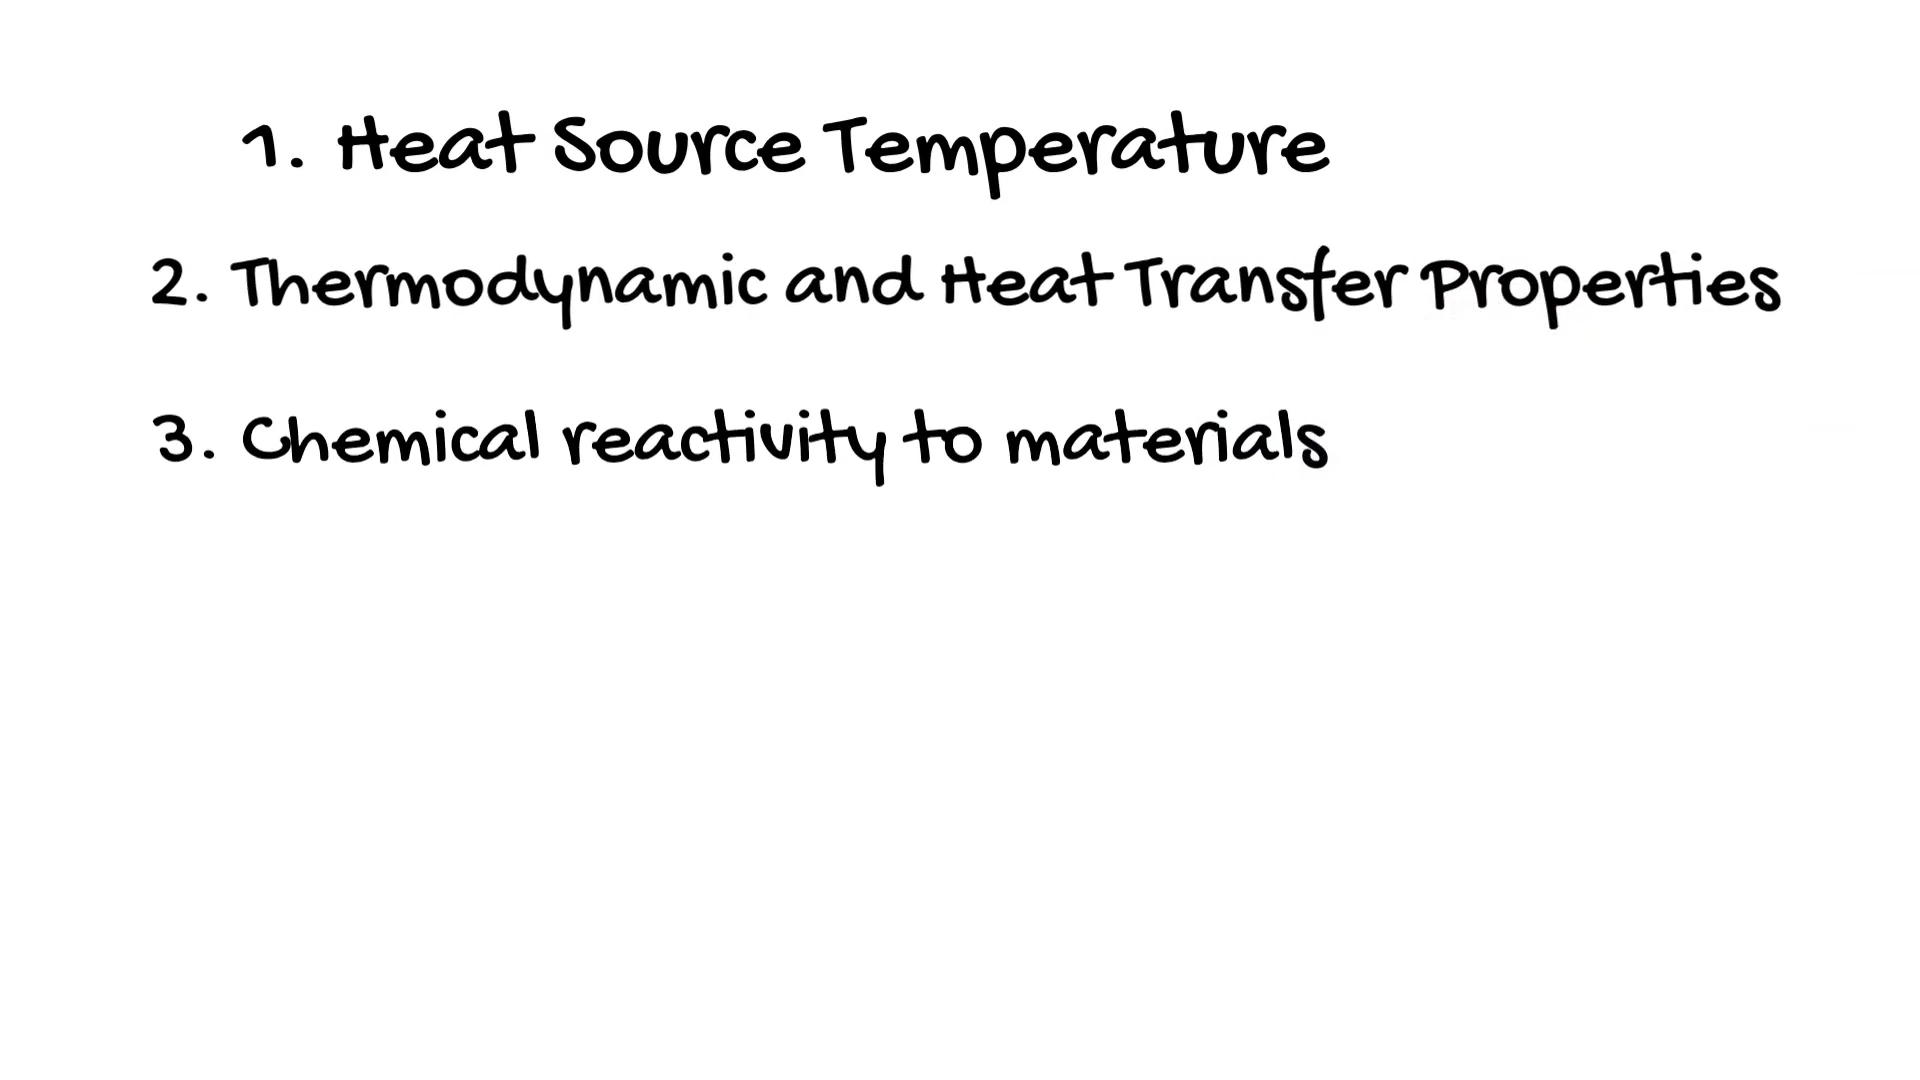 1. Heat Source Temperature
2. Thermodynamic and Heat Transfer Properties
3. Chemical reactivity to materials